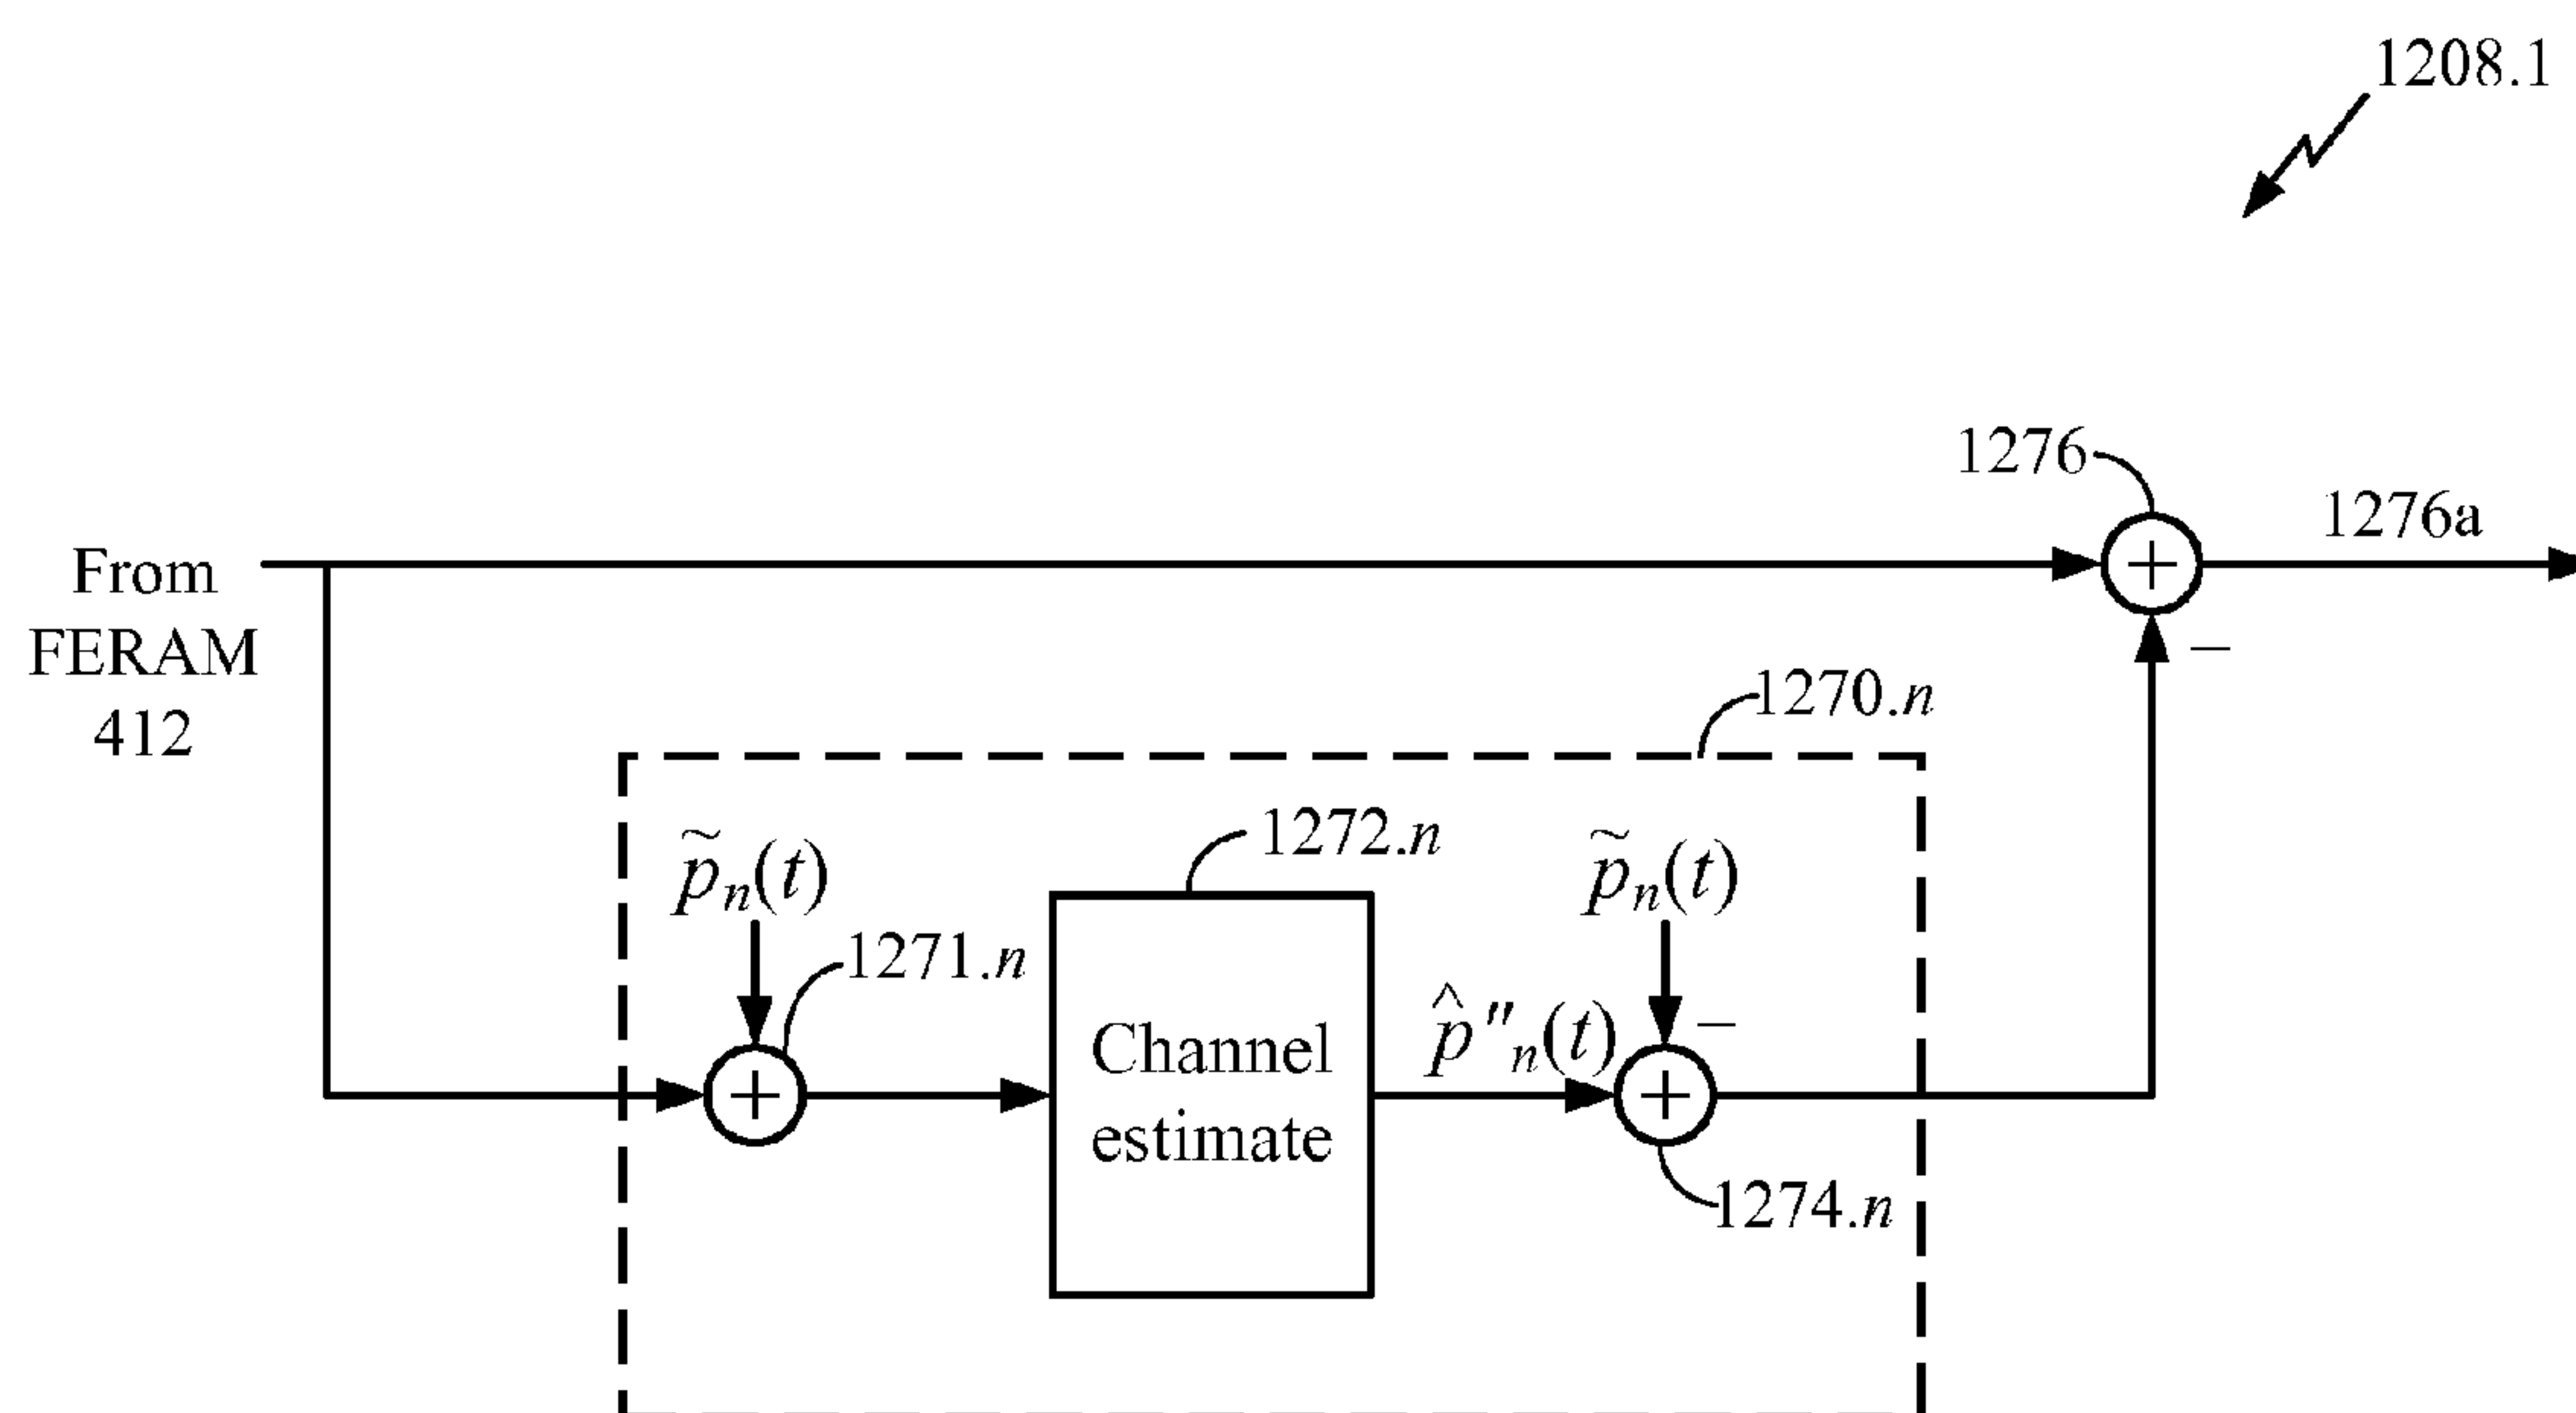 1208.1
1276
1276a
From
FERAM
412
−
1270.n
p̃n(t)
1272.n
p̃n(t)
1271.n
−
p̂″n(t)
Channel
estimate
+
+
+
1274.n